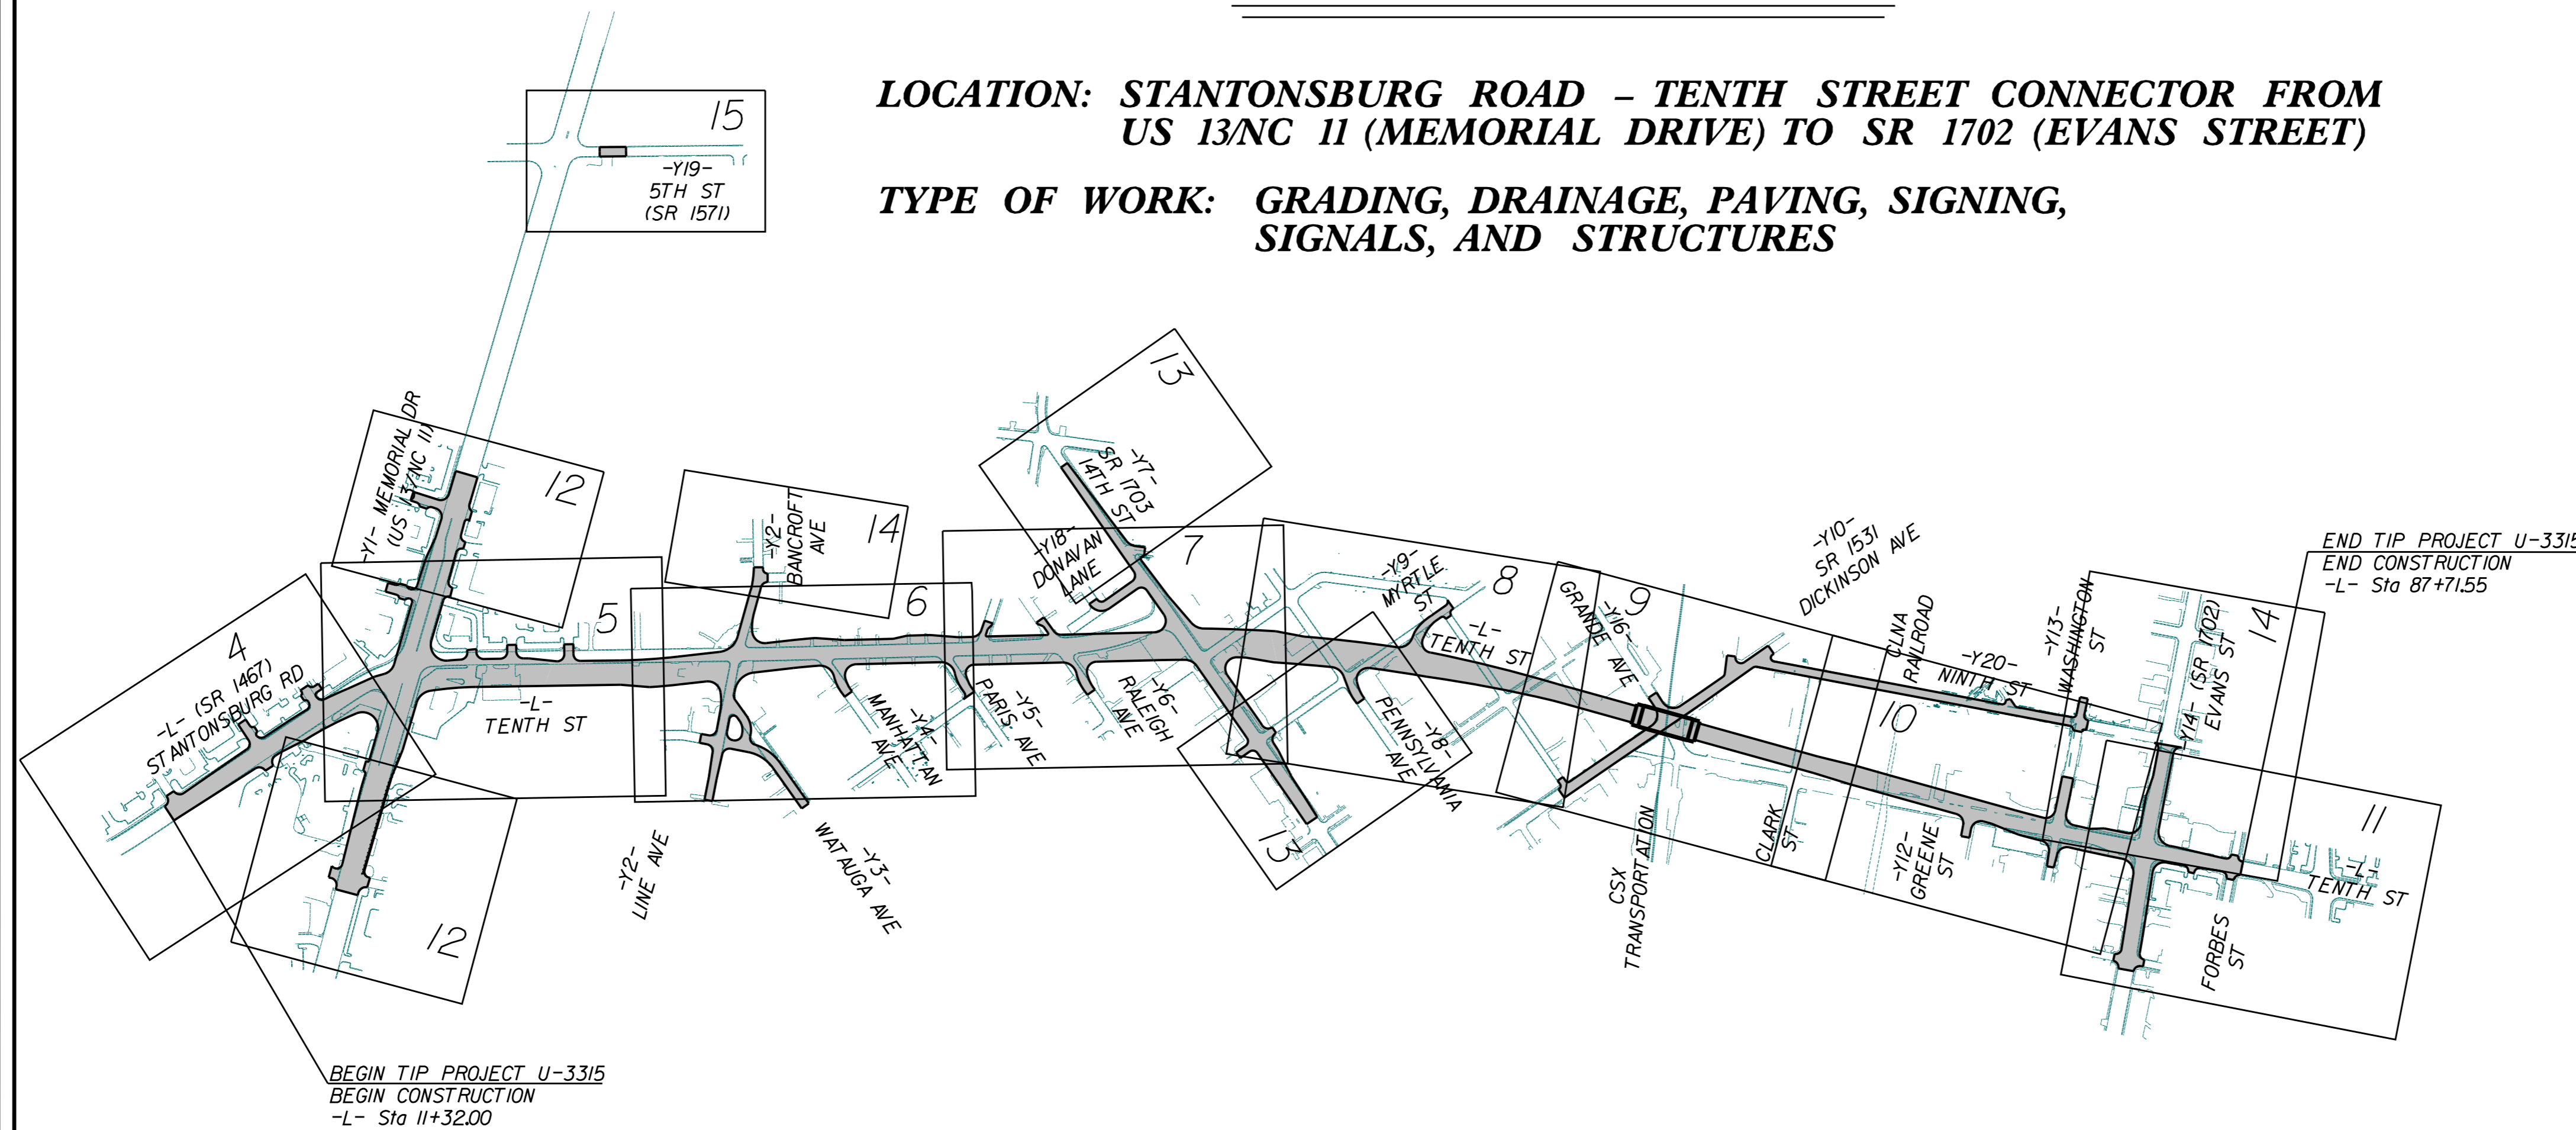 LOCATION: STANTONSBURG ROAD – TENTH STREET CONNECTOR FROM
US 13/NC 11 (MEMORIAL DRIVE) TO SR 1702 (EVANS STREET)
TYPE OF WORK: GRADING, DRAINAGE, PAVING, SIGNING,
SIGNALS, AND STRUCTURES
15
-Y19-
5TH ST
(SR 1571)
12
-Y1- MEMORIAL DR
(US 13/NC 11)
4
-L- (SR 1467)
STANTONSBURG RD
5
-L-
TENTH ST
12
14
-Y2-
BANCROFT
AVE
6
-Y2-
LINE AVE
-Y3-
WATAUGA AVE
-Y4-
MANHATTAN
AVE
-Y5-
PARIS AVE
-Y6-
RALEIGH
AVE
13
-Y7-
SR 1703
14TH ST
-Y18-
DONAVAN
LANE
7
13
-Y8-
PENNSYLVANIA
AVE
-Y9-
MYRTLE
ST
8
-L-
TENTH ST
9
-Y16-
GRANDE AVE
-Y10-
SR 1531
DICKINSON AVE
CSX
TRANSPORTATION
CLARK
ST
CLNA
RAILROAD
10
-Y20-
NINTH ST
-Y12-
GREENE
ST
-Y13-
WASHINGTON
ST
14
-Y14- (SR 1702)
EVANS ST
11
-L-
TENTH ST
FORBES
ST
END TIP PROJECT U-3315
END CONSTRUCTION
-L- Sta 87+71.55
BEGIN TIP PROJECT U-3315
BEGIN CONSTRUCTION
-L- Sta 11+32.00